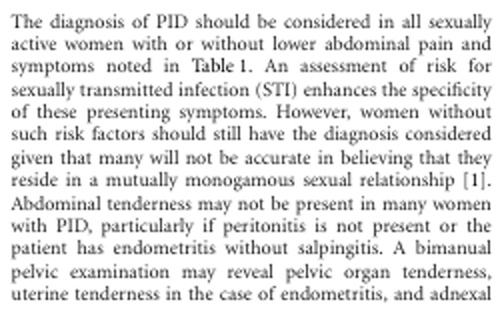 The diagnosis of PID should be considered in all sexually
active women with or without lower abdominal pain and
symptoms noted in Table 1. An assessment of risk for
sexually transmitted infection (STI) enhances the specificity
of these presenting symptoms. However, women without
such risk factors should still have the diagnosis considered
given that many will not be accurate in believing that they
reside in a mutually monogamous sexual relationship [1].
Abdominal tenderness may not be present in many women
with PID, particularly if peritonitis is not present or the
patient has endometritis without salpingitis. A bimanual
pelvic examination may reveal pelvic organ tenderness,
uterine tenderness in the case of endometritis, and adnexal